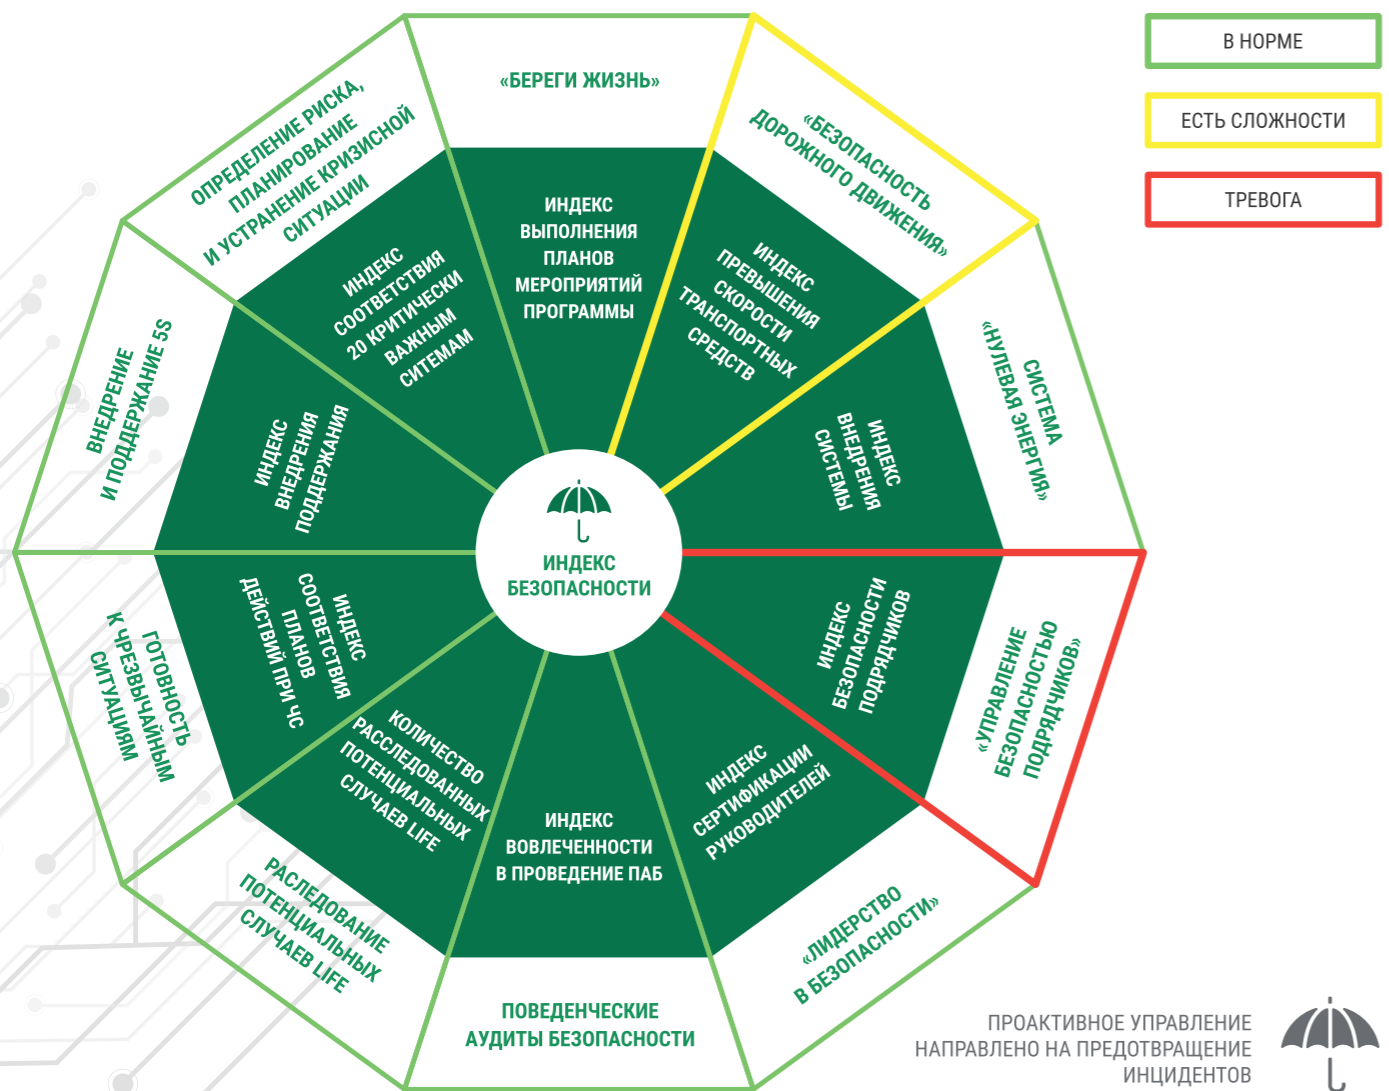 В НОРМЕ
ЕСТЬ СЛОЖНОСТИ
ТРЕВОГА
«БЕРЕГИ ЖИЗНЬ»
ИНДЕКС
ВЫПОЛНЕНИЯ
ПЛАНОВ
МЕРОПРИЯТИЙ
ПРОГРАММЫ
«БЕЗОПАСНОСТЬ
ДОРОЖНОГО ДВИЖЕНИЯ»
ИНДЕКС
ПРЕВЫШЕНИЯ
СКОРОСТИ
ТРАНСПОРТНЫХ
СРЕДСТВ
СИСТЕМА
«НУЛЕВАЯ ЭНЕРГИЯ»
ИНДЕКС
ВНЕДРЕНИЯ
СИСТЕМЫ
«УПРАВЛЕНИЕ
БЕЗОПАСНОСТЬЮ
ПОДРЯДЧИКОВ»
ИНДЕКС
БЕЗОПАСНОСТИ
ПОДРЯДЧИКОВ
«ЛИДЕРСТВО
В БЕЗОПАСНОСТИ»
ИНДЕКС
СЕРТИФИКАЦИИ
РУКОВОДИТЕЛЕЙ
ПОВЕДЕНЧЕСКИЕ
АУДИТЫ БЕЗОПАСНОСТИ
ИНДЕКС
ВОВЛЕЧЕННОСТИ
В ПРОВЕДЕНИЕ ПАБ
РАСЛЕДОВАНИЕ
ПОТЕНЦИАЛЬНЫХ
СЛУЧАЕВ LIFE
КОЛИЧЕСТВО
РАССЛЕДОВАННЫХ
ПОТЕНЦИАЛЬНЫХ
СЛУЧАЕВ LIFE
ГОТОВНОСТЬ
К ЧРЕЗВЫЧАЙНЫМ
СИТУАЦИЯМ
ИНДЕКС
СООТВЕТСТВИЯ
ПЛАНОВ
ДЕЙСТВИЙ ПРИ ЧС
ВНЕДРЕНИЕ
И ПОДДЕРЖАНИЕ 5S
ИНДЕКС
ВНЕДРЕНИЯ
ПОДДЕРЖАНИЯ
ОПРЕДЕЛЕНИЕ РИСКА,
ПЛАНИРОВАНИЕ
И УСТРАНЕНИЕ КРИЗИСНОЙ
СИТУАЦИИ
ИНДЕКС
СООТВЕТСТВИЯ
20 КРИТИЧЕСКИ
ВАЖНЫМ
СИТЕМАМ
ИНДЕКС
БЕЗОПАСНОСТИ
ПРОАКТИВНОЕ УПРАВЛЕНИЕ
НАПРАВЛЕНО НА ПРЕДОТВРАЩЕНИЕ
ИНЦИДЕНТОВ